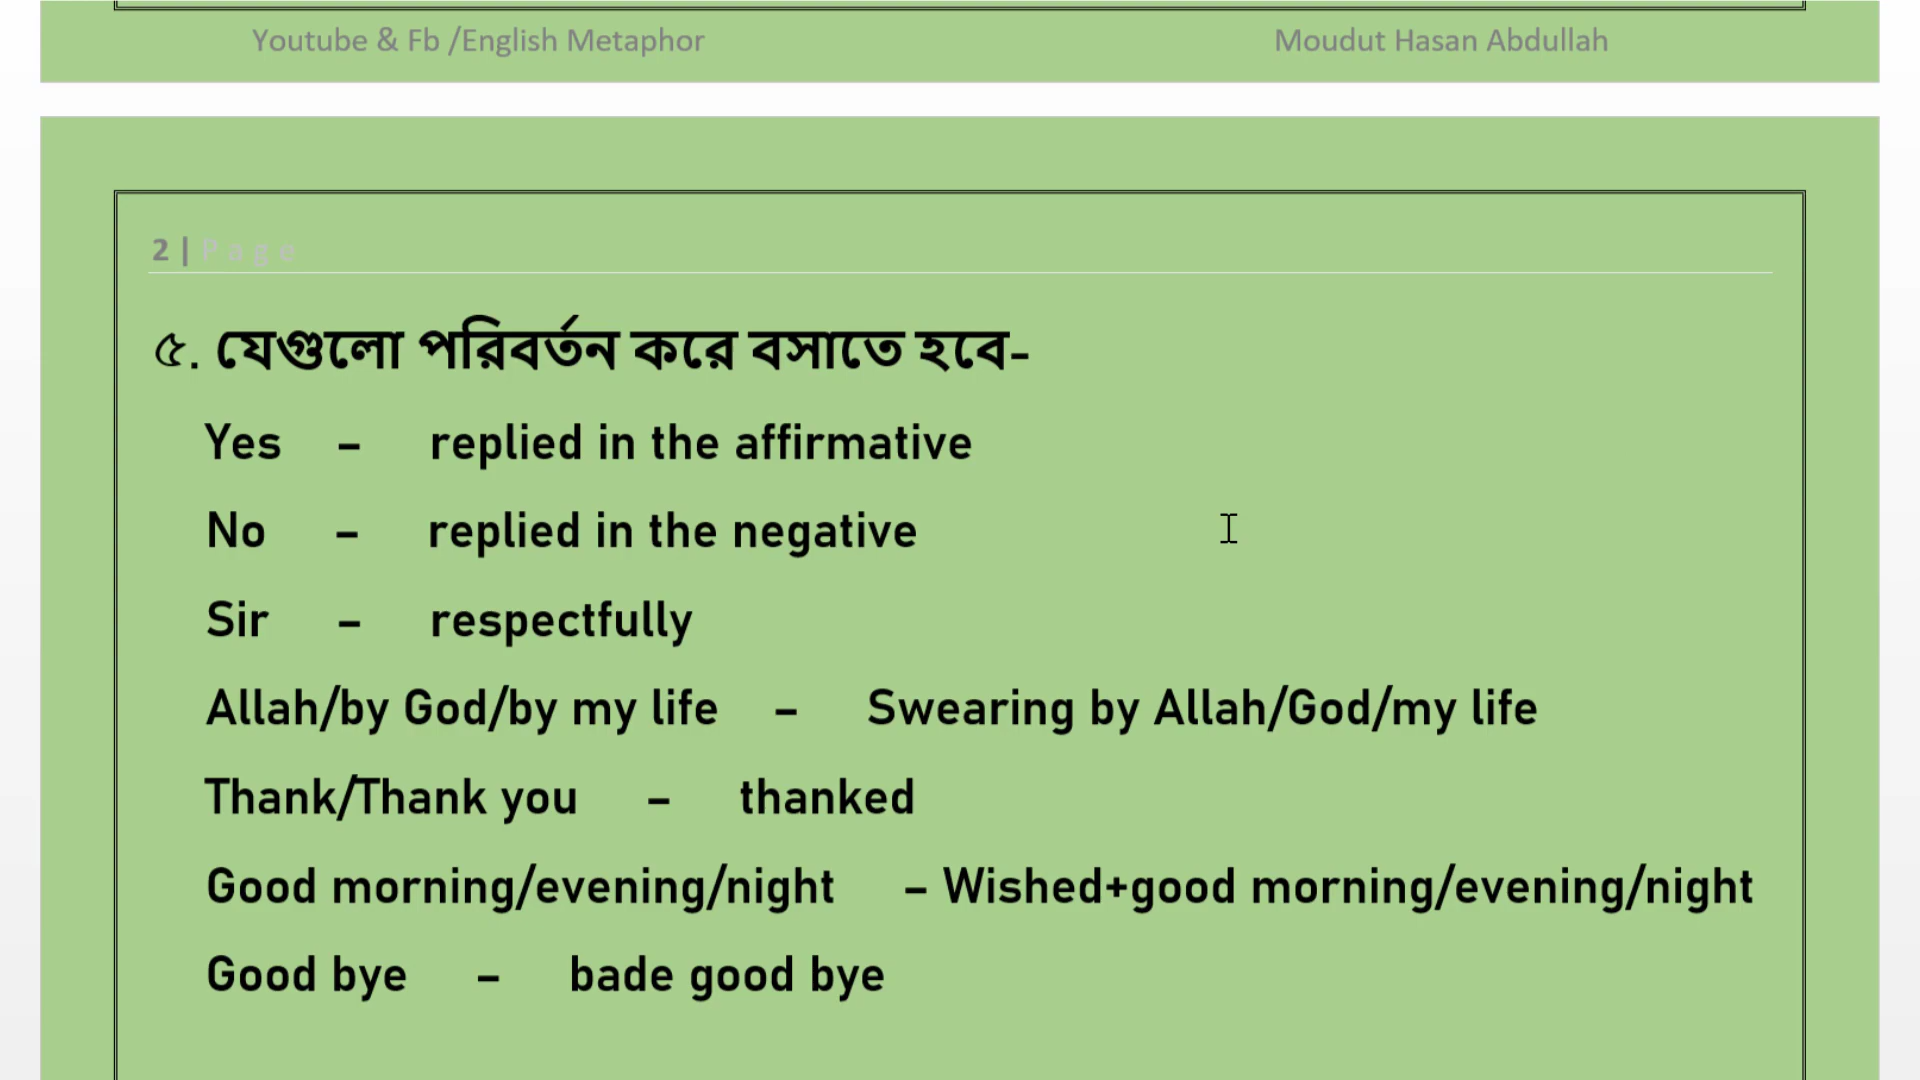 Youtube & Fb /English Metaphor Moudut Hasan Abdullah
2 | Page
৫. যেগুলো পরিবর্তন করে বসাতে হবে-
Yes – replied in the affirmative
No – replied in the negative
Sir – respectfully
Allah/by God/by my life – Swearing by Allah/God/my life
Thank/Thank you – thanked
Good morning/evening/night – Wished+good morning/evening/night
Good bye – bade good bye